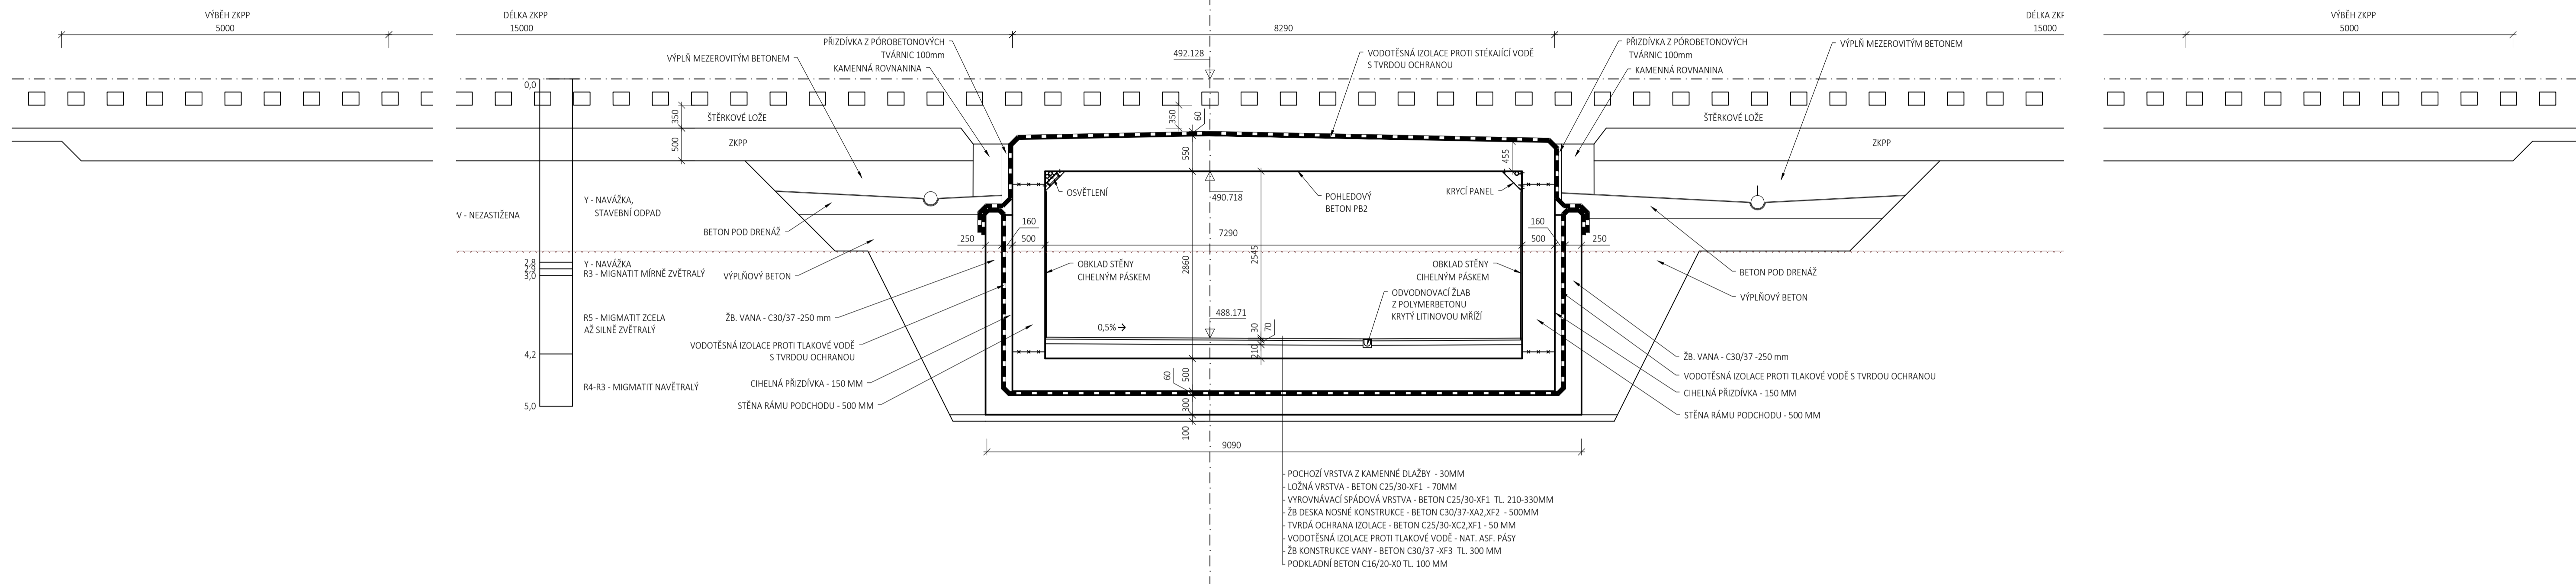 VÝBĚH ZKPP
5000
DÉLKA ZKPP
15000
8290
DÉLKA ZKP
15000
VÝBĚH ZKPP
5000
PŘIZDÍVKA Z PÓROBETONOVÝCH
TVÁRNIC 100mm
KAMENNÁ ROVNANINA
VÝPLŇ MEZEROVITÝM BETONEM
492.128
VODOTĚSNÁ IZOLACE PROTI STÉKAJÍCÍ VODĚ
S TVRDOU OCHRANOU
PŘIZDÍVKA Z PÓROBETONOVÝCH
TVÁRNIC 100mm
KAMENNÁ ROVNANINA
VÝPLŇ MEZEROVITÝM BETONEM
0,0
350
ŠTĚRKOVÉ LOŽE
350
60
ŠTĚRKOVÉ LOŽE
500
ZKPP
550
455
ZKPP
OSVĚTLENÍ
490.718
POHLEDOVÝ
BETON PB2
KRYCÍ PANEL
V - NEZASTIŽENA
Y - NAVÁŽKA,
STAVEBNÍ ODPAD
BETON POD DRENÁŽ
250
160
500
7290
500
160
250
2,8
2,9
3,0
Y - NAVÁŽKA
R3 - MIGNATIT MÍRNĚ ZVĚTRALÝ
VÝPLŇOVÝ BETON
OBKLAD STĚNY
CIHELNÝM PÁSKEM
2860
2545
OBKLAD STĚNY
CIHELNÝM PÁSKEM
BETON POD DRENÁŽ
VÝPLŇOVÝ BETON
ODVODNOVACÍ ŽLAB
Z POLYMERBETONU
KRYTÝ LITINOVOU MŘÍŽÍ
R5 - MIGMATIT ZCELA
AŽ SILNĚ ZVĚTRALÝ
ŽB. VANA - C30/37 -250 mm
0,5%
488.171
30
70
210
VODOTĚSNÁ IZOLACE PROTI TLAKOVÉ VODĚ
S TVRDOU OCHRANOU
4,2
ŽB. VANA - C30/37 -250 mm
VODOTĚSNÁ IZOLACE PROTI TLAKOVÉ VODĚ S TVRDOU OCHRANOU
R4-R3 - MIGMATIT NAVĚTRALÝ
CIHELNÁ PŘIZDÍVKA - 150 MM
60
500
CIHELNÁ PŘIZDÍVKA - 150 MM
5,0
STĚNA RÁMU PODCHODU - 500 MM
300
STĚNA RÁMU PODCHODU - 500 MM
100
9090
- POCHOZÍ VRSTVA Z KAMENNÉ DLAŽBY - 30MM
- LOŽNÁ VRSTVA - BETON C25/30-XF1 - 70MM
- VYROVNÁVACÍ SPÁDOVÁ VRSTVA - BETON C25/30-XF1 TL. 210-330MM
- ŽB DESKA NOSNÉ KONSTRUKCE - BETON C30/37-XA2,XF2 - 500MM
- TVRDÁ OCHRANA IZOLACE - BETON C25/30-XC2,XF1 - 50 MM
- VODOTĚSNÁ IZOLACE PROTI TLAKOVÉ VODĚ - NAT. ASF. PÁSY
- ŽB KONSTRUKCE VANY - BETON C30/37 -XF3 TL. 300 MM
- PODKLADNÍ BETON C16/20-X0 TL. 100 MM